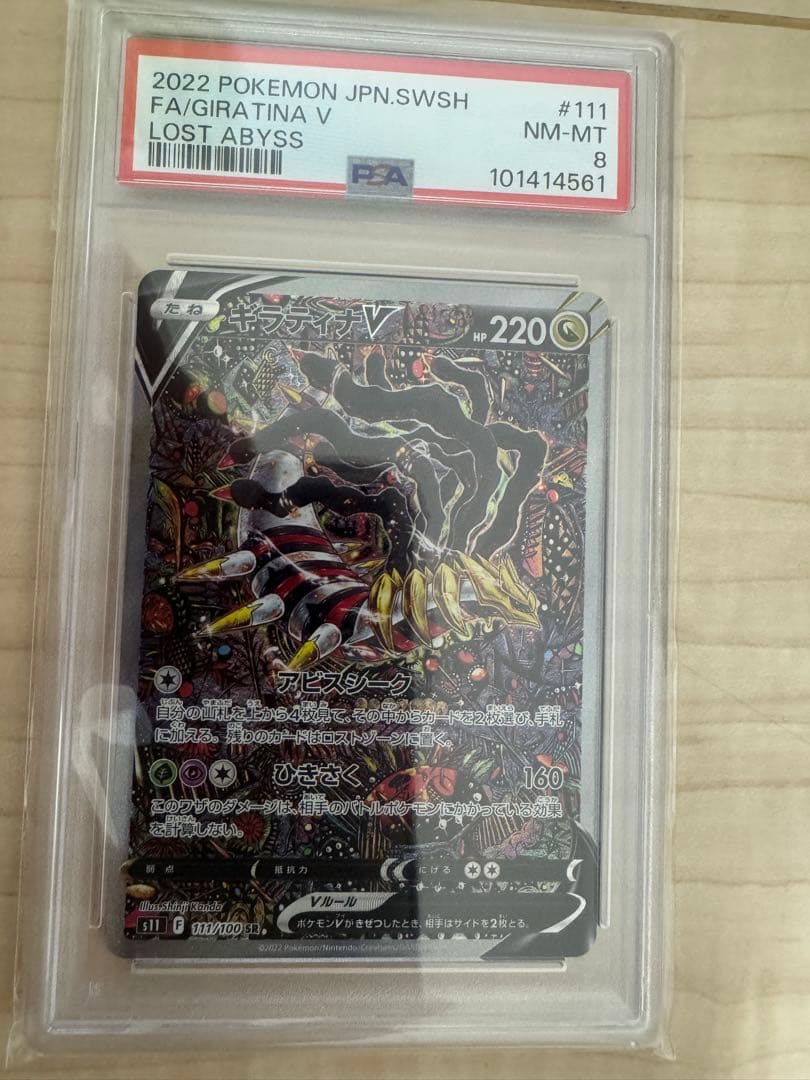 2022 POKEMON JPN.SWSH #111
FA/GIRATINA V NM-MT
LOST ABYSS 8
PSA 101414561
たね ギラティナV HP 220
アビスシーク
自分の山札を上から4枚見て、その中からカードを2枚選び、手札
に加える。残りのカードはロストゾーンに置く。
ひきさく 160
このワザのダメージは、相手のバトルポケモンにかかっている効果
を計算しない。
弱点 抵抗力 にげる
Illus.Shinji Kanda
Vルール
ポケモンVがきぜつしたとき、相手はサイドを2枚とる。
s11 F 111/100 SR
©2022 Pokémon/Nintendo/Creatures/GAME FREAK